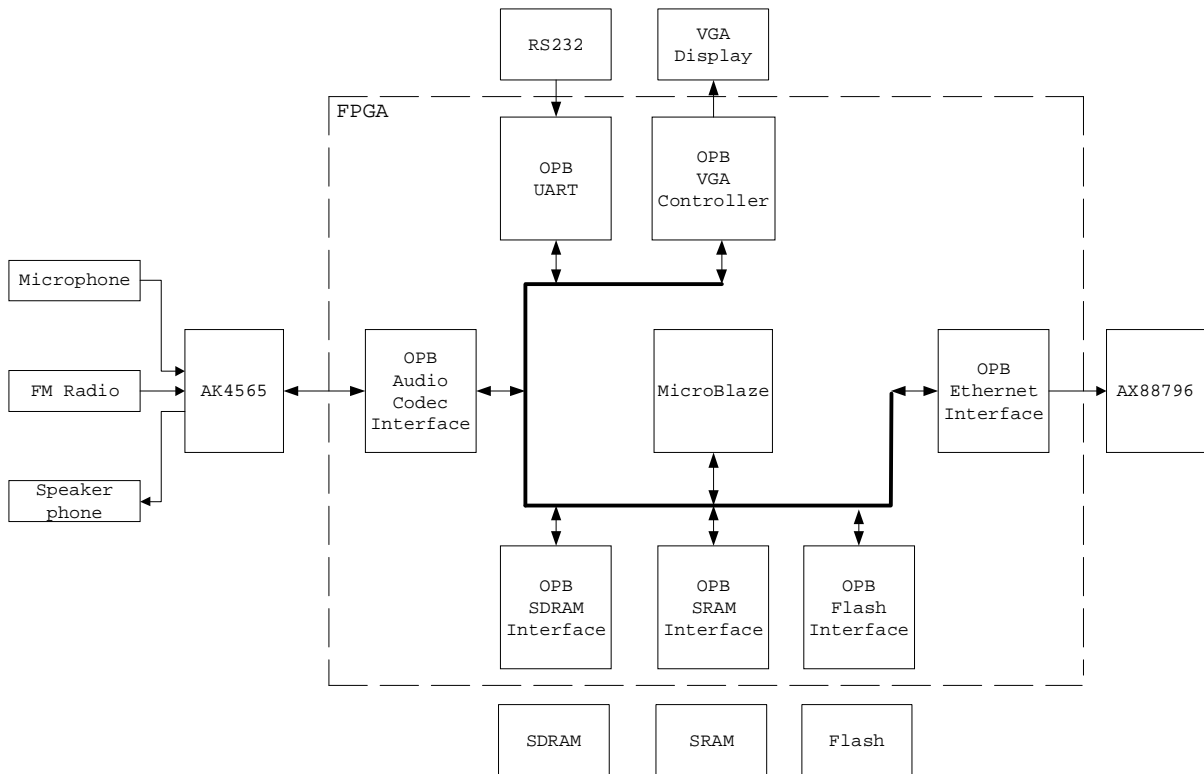 RS232
VGA
Display
FPGA
OPB
UART
OPB
VGA
Controller
Microphone
FM Radio
Speaker
phone
AK4565
OPB
Audio
Codec
Interface
MicroBlaze
OPB
Ethernet
Interface
AX88796
OPB
SDRAM
Interface
OPB
SRAM
Interface
OPB
Flash
Interface
SDRAM
SRAM
Flash